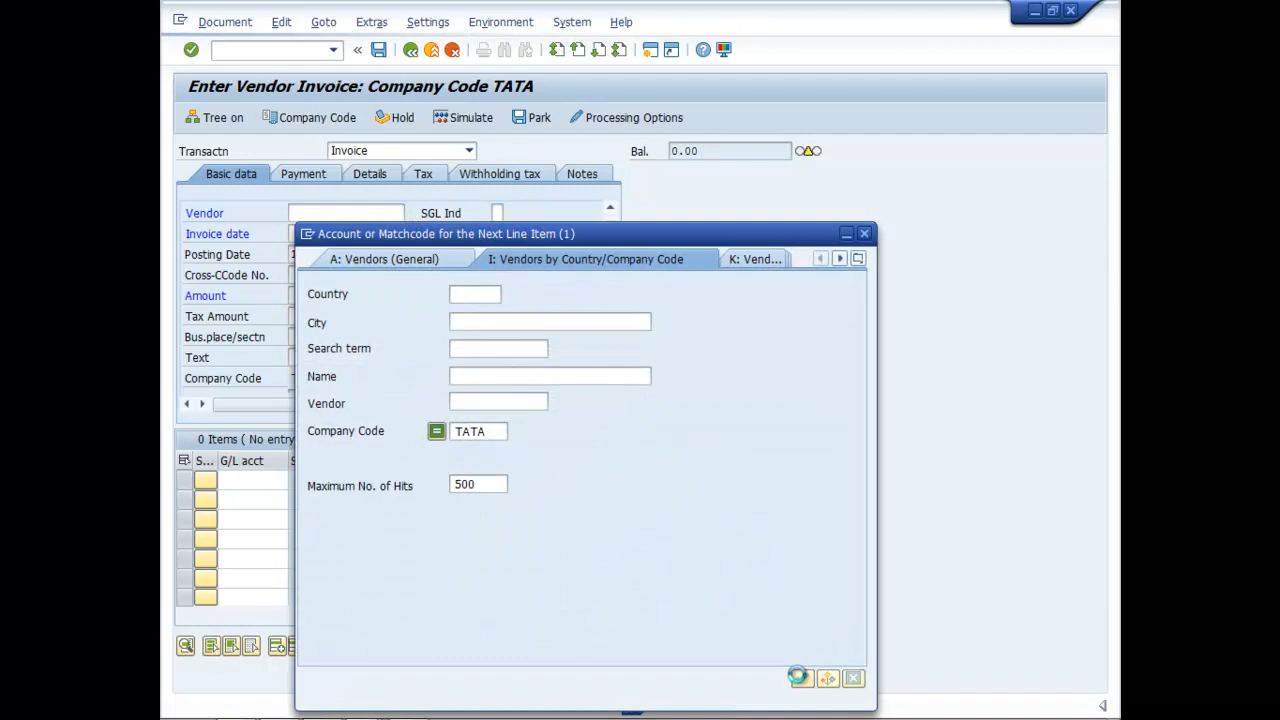 Document Edit Goto Extras Settings Environment System Help
Enter Vendor Invoice: Company Code TATA
Tree on Company Code Hold Simulate Park Processing Options
Transactn Invoice Bal. 0.00
Basic data Payment Details Tax Withholding tax Notes
Vendor SGL Ind
Invoice date
Posting Date
Cross-CCode No.
Amount
Tax Amount
Bus.place/sectn
Text
Company Code
0 Items ( No entry
S... G/L acct
Account or Matchcode for the Next Line Item (1)
A: Vendors (General) I: Vendors by Country/Company Code K: Vend...
Country
City
Search term
Name
Vendor
Company Code = TATA
Maximum No. of Hits 500